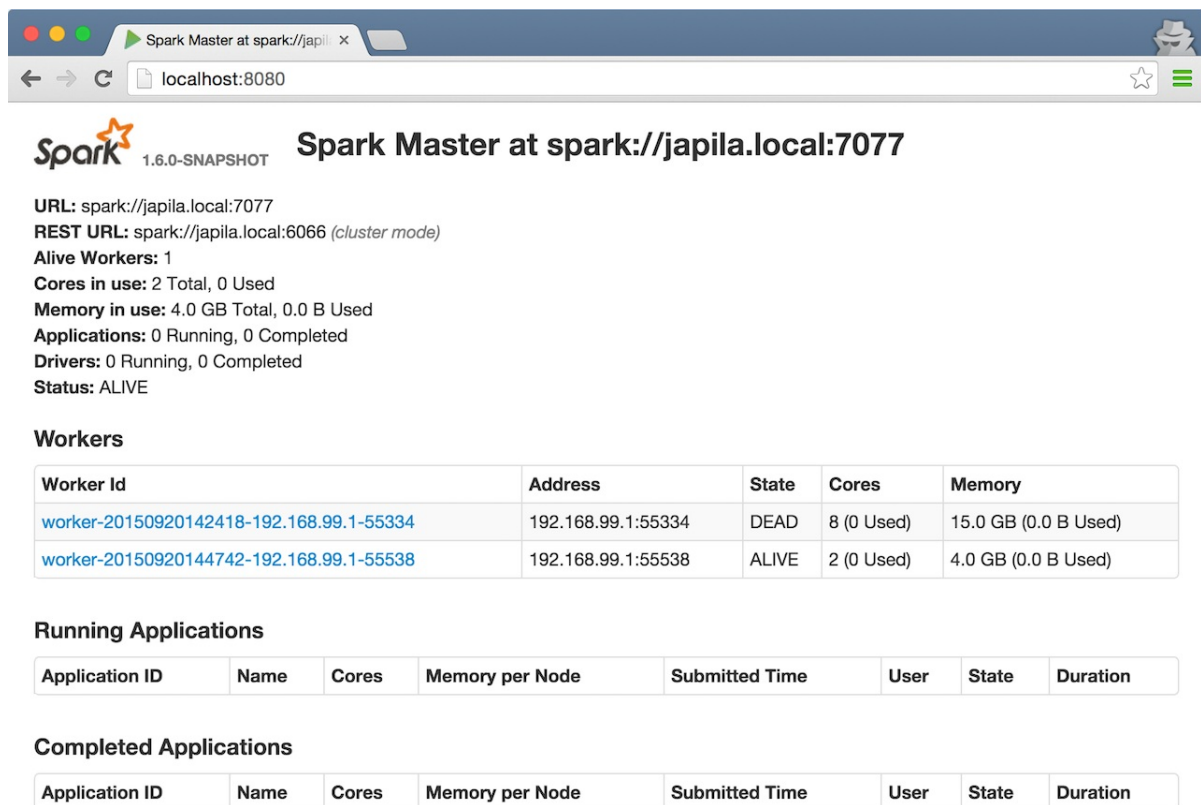 Spark Master at spark://japil
localhost:8080
Spark 1.6.0-SNAPSHOT Spark Master at spark://japila.local:7077
URL: spark://japila.local:7077
REST URL: spark://japila.local:6066 (cluster mode)
Alive Workers: 1
Cores in use: 2 Total, 0 Used
Memory in use: 4.0 GB Total, 0.0 B Used
Applications: 0 Running, 0 Completed
Drivers: 0 Running, 0 Completed
Status: ALIVE
Workers
Worker Id Address State Cores Memory
worker-20150920142418-192.168.99.1-55334 192.168.99.1:55334 DEAD 8 (0 Used) 15.0 GB (0.0 B Used)
worker-20150920144742-192.168.99.1-55538 192.168.99.1:55538 ALIVE 2 (0 Used) 4.0 GB (0.0 B Used)
Running Applications
Application ID Name Cores Memory per Node Submitted Time User State Duration
Completed Applications
Application ID Name Cores Memory per Node Submitted Time User State Duration